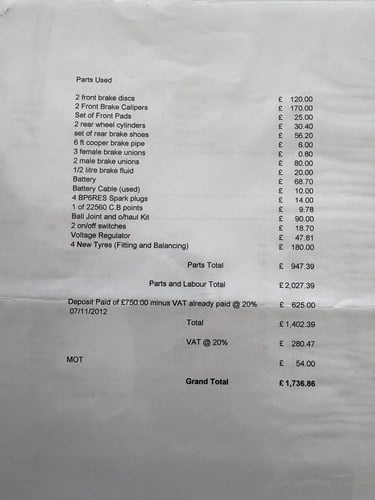 Parts Used
2 front brake discs £ 120.00
2 Front Brake Calipers £ 170.00
Set of Front Pads £ 25.00
2 rear wheel cylinders £ 30.40
set of rear brake shoes £ 56.20
6 ft cooper brake pipe £ 6.00
3 female brake unions £ 0.80
2 male brake unions £ 80.00
1/2 litre brake fluid £ 20.00
Battery £ 68.70
Battery Cable (used) £ 10.00
4 BP6RES Spark plugs £ 14.00
1 of 22560 C.B points £ 9.78
Ball Joint and o/haul Kit £ 90.00
2 on/off switches £ 18.70
Voltage Regulator £ 47.81
4 New Tyres (Fitting and Balancing) £ 180.00
Parts Total £ 947.39
Parts and Labour Total £ 2,027.39
Deposit Paid of £750.00 minus VAT already paid @ 20% £ 625.00
07/11/2012
Total £ 1,402.39
VAT @ 20% £ 280.47
MOT £ 54.00
Grand Total £ 1,736.86